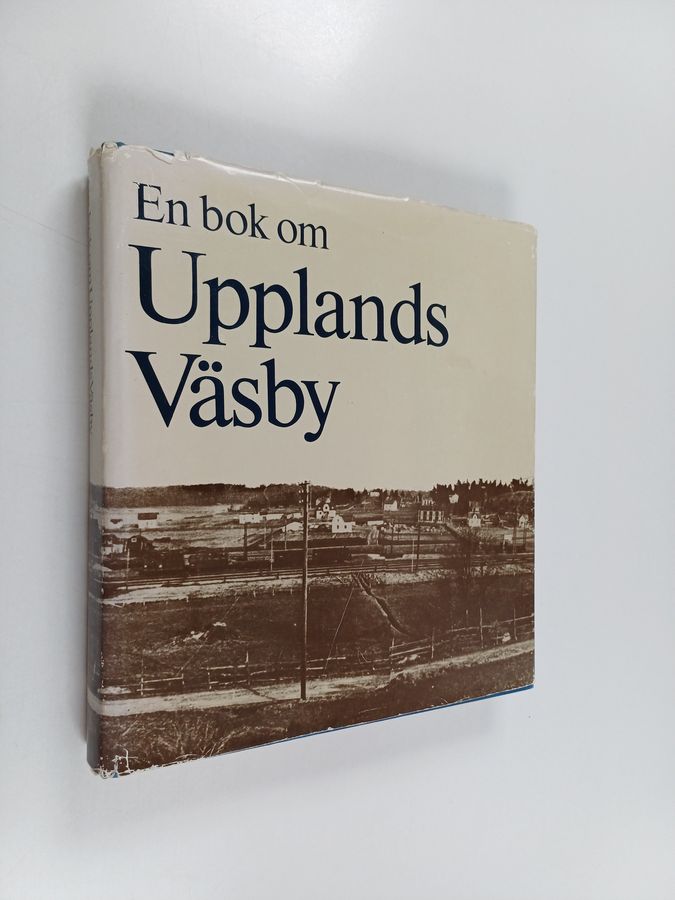 En bok om
Upplands
Väsby